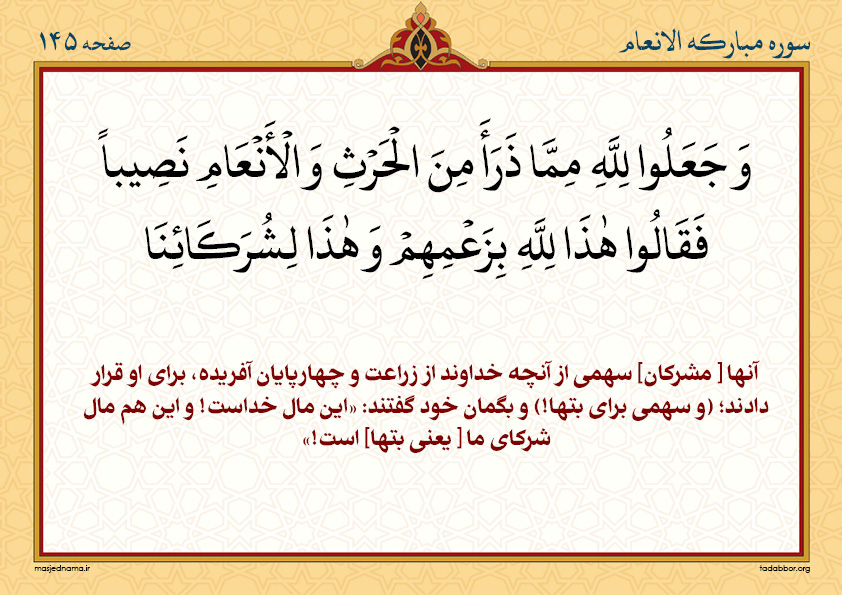 سوره مبارکه الانعام
صفحه ۱۴۵
وَ جَعَلُوا لِلَّهِ مِمَّا ذَرَأَ مِنَ الْحَرْثِ وَ الْأَنْعَامِ نَصِيباً
فَقَالُوا هٰذَا لِلَّهِ بِزَعْمِهِمْ وَ هٰذَا لِشُرَكَائِنَا
آنها [ مشرکان] سهمی از آنچه خداوند از زراعت و چهارپایان آفریده، برای او قرار
دادند؛ (و سهمی برای بتها!) و بگمان خود گفتند: «این مال خداست! و این هم مال
شرکای ما [ یعنی بتها] است!»
masjednama.ir
tadabbor.org